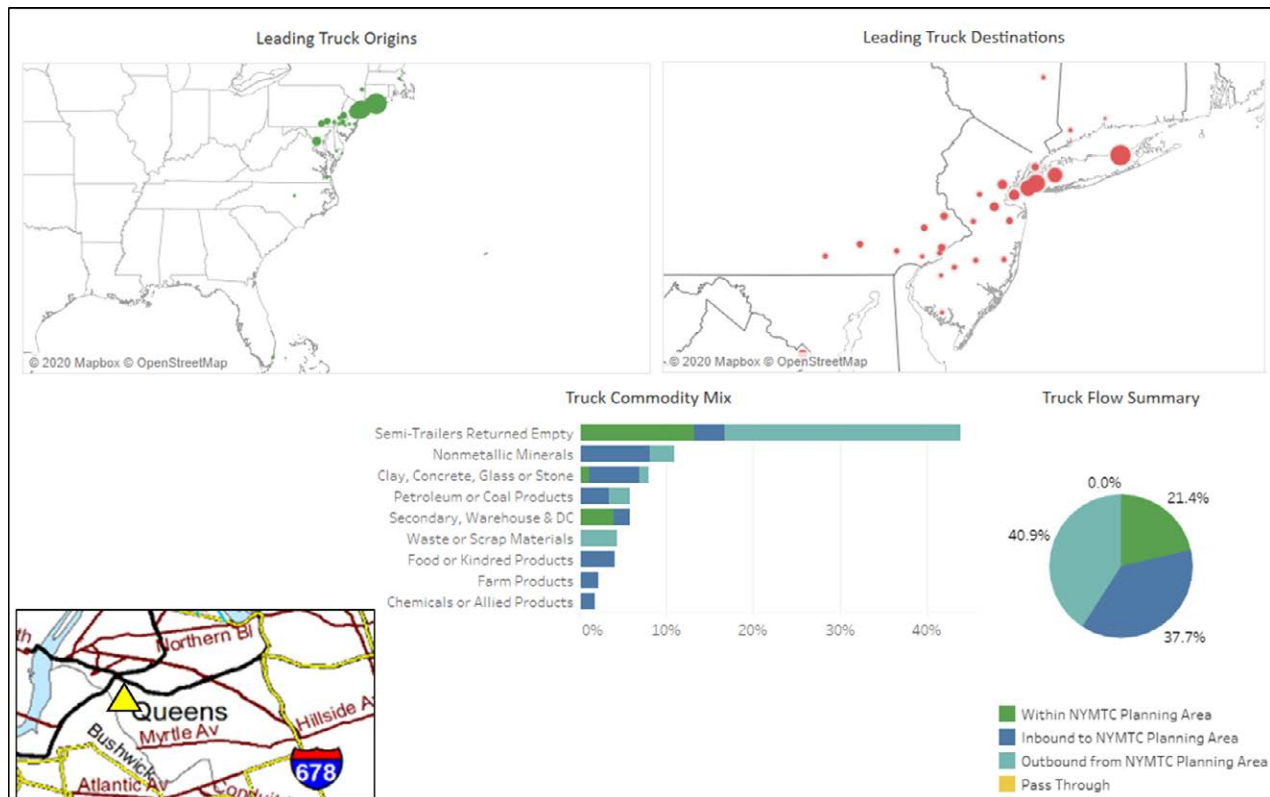 Leading Truck Origins
Leading Truck Destinations
© 2020 Mapbox © OpenStreetMap
© 2020 Mapbox © OpenStreetMap
Truck Commodity Mix
Truck Flow Summary
Semi-Trailers Returned Empty
Nonmetallic Minerals
Clay, Concrete, Glass or Stone
Petroleum or Coal Products
Secondary, Warehouse & DC
Waste or Scrap Materials
Food or Kindred Products
Farm Products
Chemicals or Allied Products
0%
10%
20%
30%
40%
0.0%
21.4%
40.9%
37.7%
th
Northern Bl
Queens
Hillside A
Myrtle Av
Bushwick
678
Atlantic Av
Conduit
Within NYMTC Planning Area
Inbound to NYMTC Planning Area
Outbound from NYMTC Planning Area
Pass Through